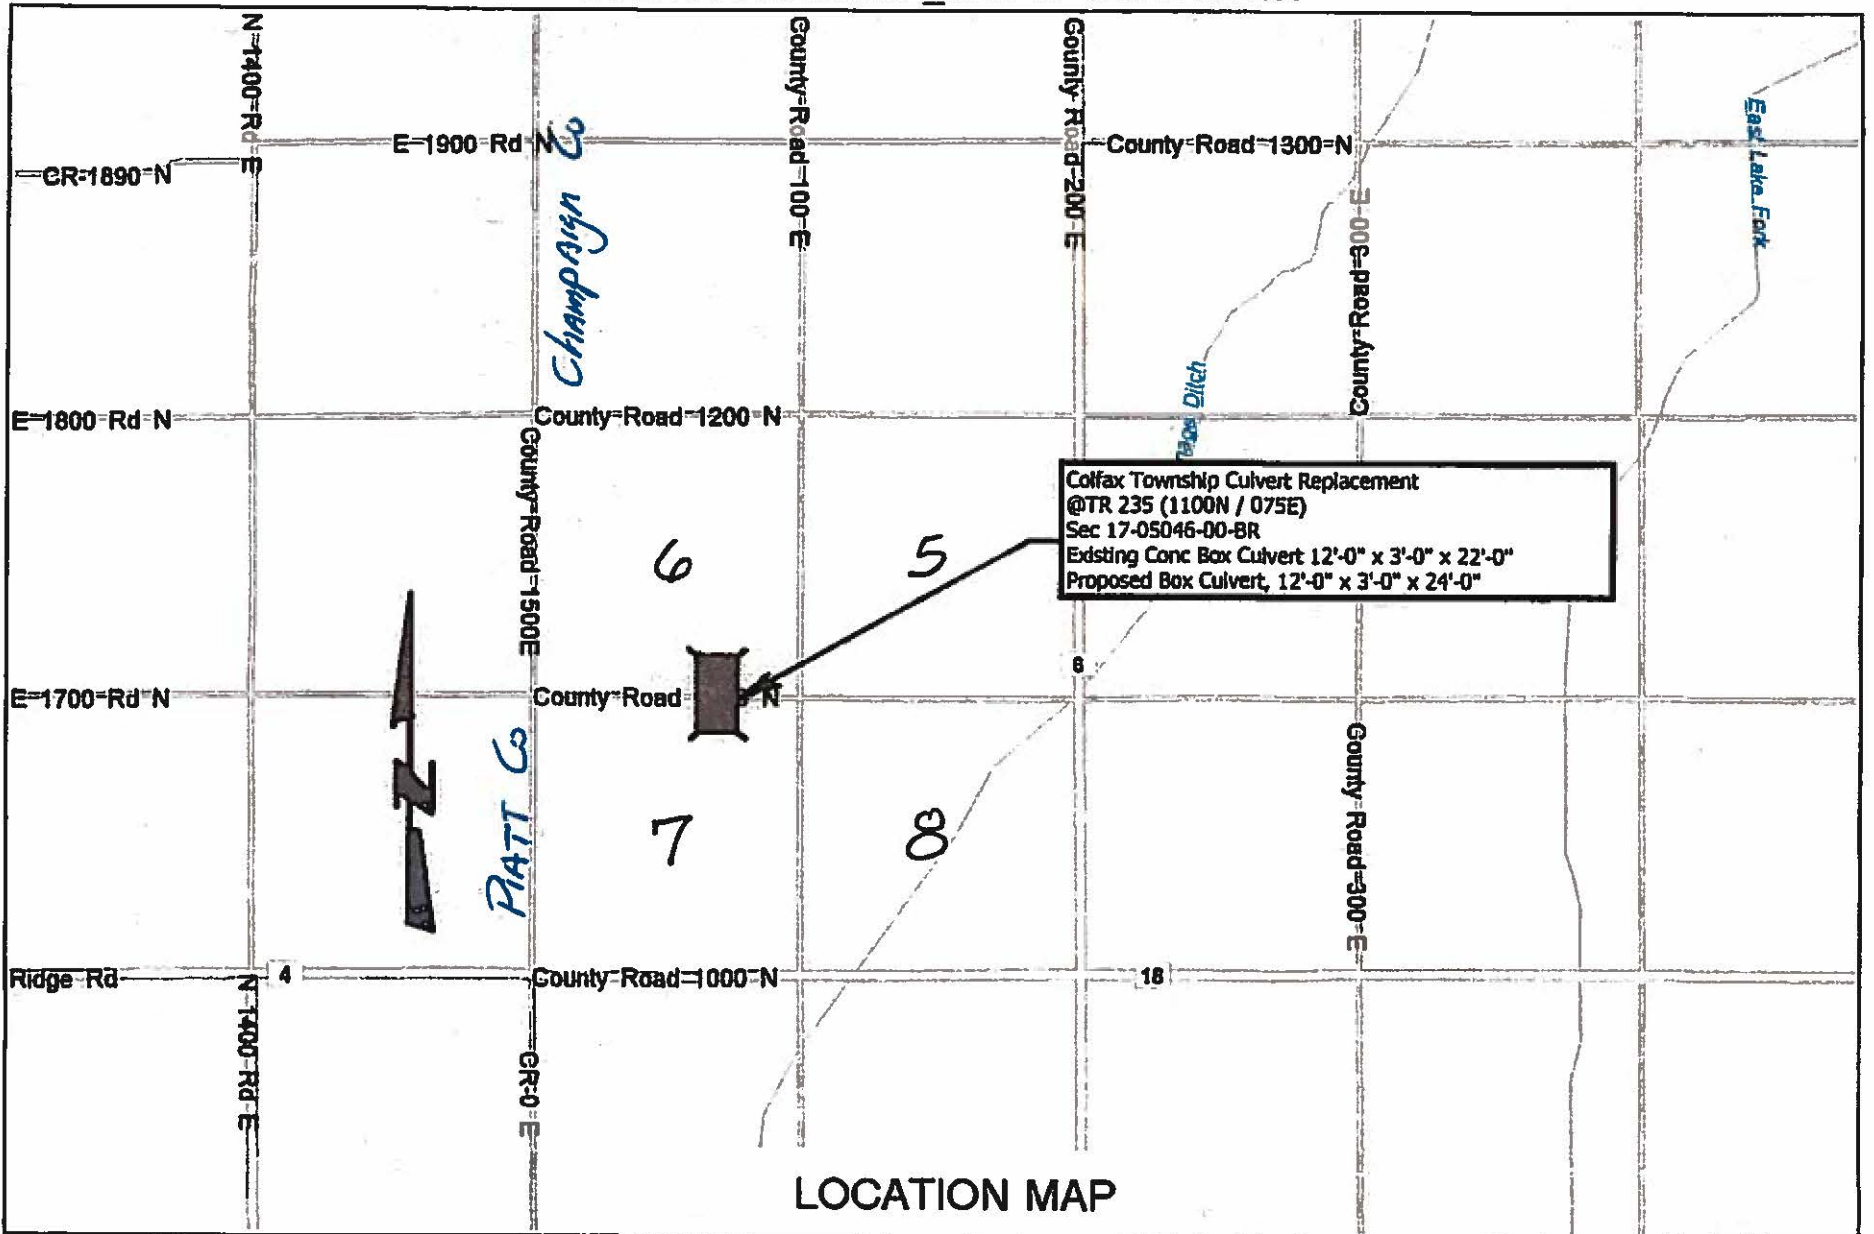 N 1400 Rd E
County Road 100 E
County Road 200 E
E 1900 Rd N
County Road 1300 N
CR 1890 N
Champaign Co
East Lake Fork
County Road 300 E
E 1800 Rd N
County Road 1200 N
Ditch
County Road 1500E
Colfax Township Culvert Replacement
@TR 235 (1100N / 075E)
Sec 17-05046-00-BR
Existing Conc Box Culvert 12'-0" x 3'-0" x 22'-0"
Proposed Box Culvert, 12'-0" x 3'-0" x 24'-0"
6
5
6
E 1700 Rd N
County Road
N
N
PIATT Co
County Road 300 E
7
8
Ridge Rd
4
County Road 1000 N
18
N 1400 Rd E
CR 0 E
LOCATION MAP